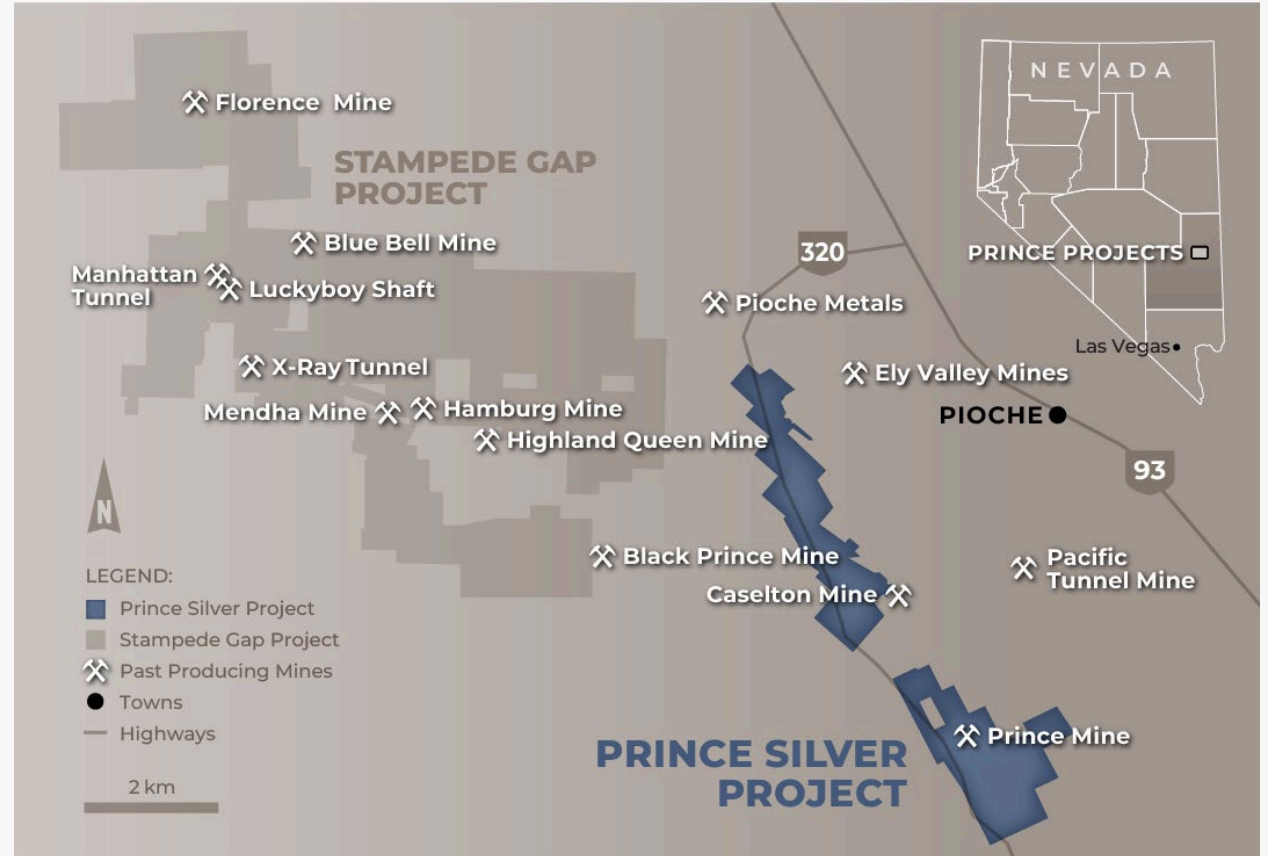 NEVADA
Florence Mine
STAMPEDE GAP
PROJECT
Blue Bell Mine
320
PRINCE PROJECTS
Manhattan
Tunnel
Luckyboy Shaft
Pioche Metals
Las Vegas
X-Ray Tunnel
Ely Valley Mines
Mendha Mine
Hamburg Mine
PIOCHE
Highland Queen Mine
93
N
Black Prince Mine
Pacific
Tunnel Mine
Caselton Mine
LEGEND:
Prince Silver Project
Stampede Gap Project
Past Producing Mines
Towns
Highways
2 km
PRINCE SILVER
PROJECT
Prince Mine